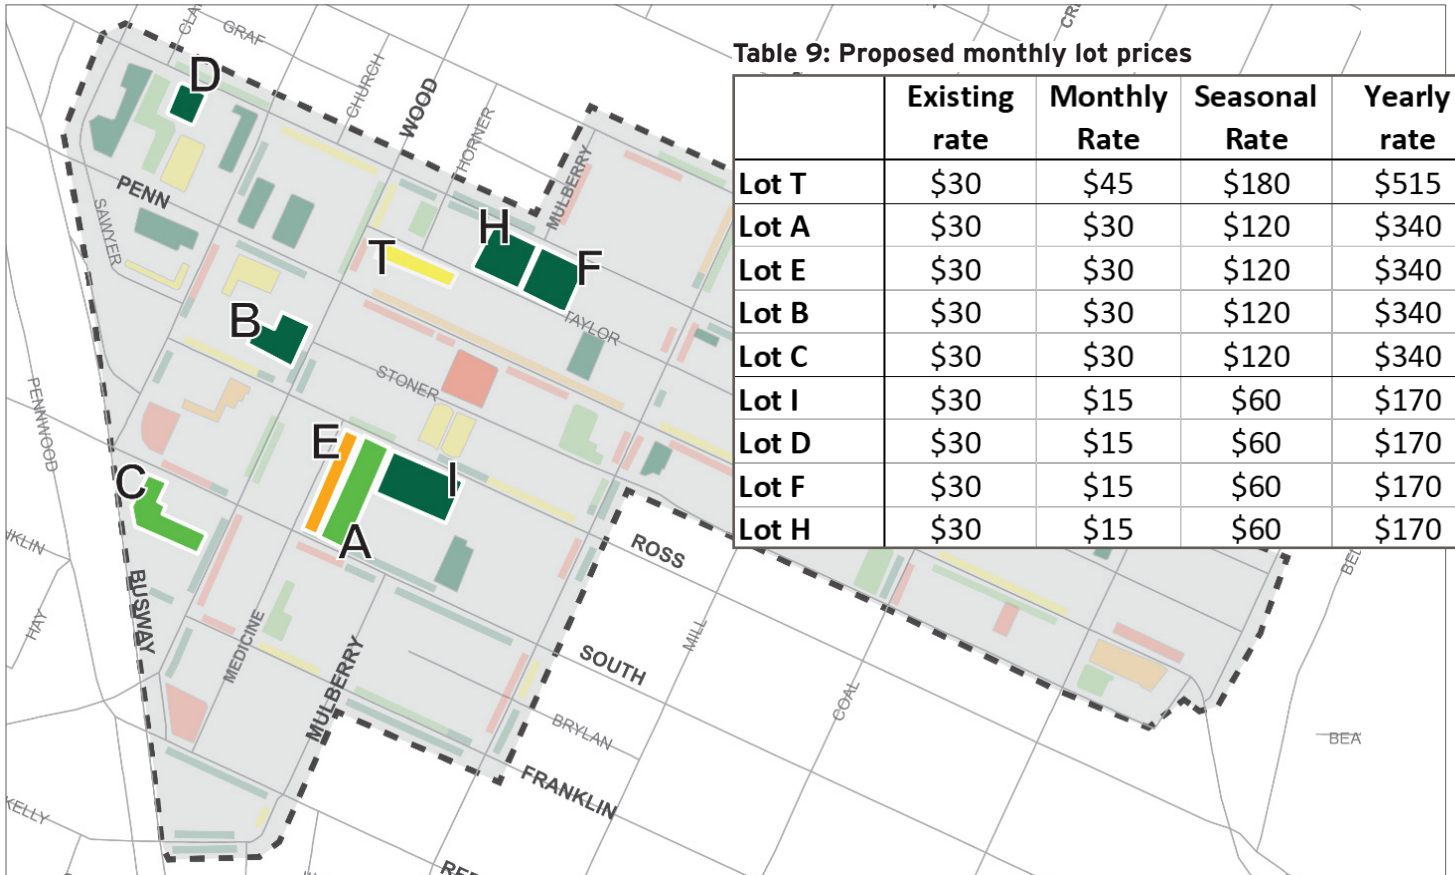 GRAF
CHURCH
WOOD
THORNER
MULBERRY
D
PENN
SAWYER
H
F
T
B
TAYLOR
STONER
PENNWOOD
E
I
C
A
ROSS
BUSWAY
HAY
MEDICINE
MULBERRY
SOUTH
MILL
COAL
BRYLAN
FRANKLIN
BEA
KELLY
Table 9: Proposed monthly lot prices
Existing rate Monthly Rate Seasonal Rate Yearly rate
Lot T $30 $45 $180 $515
Lot A $30 $30 $120 $340
Lot E $30 $30 $120 $340
Lot B $30 $30 $120 $340
Lot C $30 $30 $120 $340
Lot I $30 $15 $60 $170
Lot D $30 $15 $60 $170
Lot F $30 $15 $60 $170
Lot H $30 $15 $60 $170